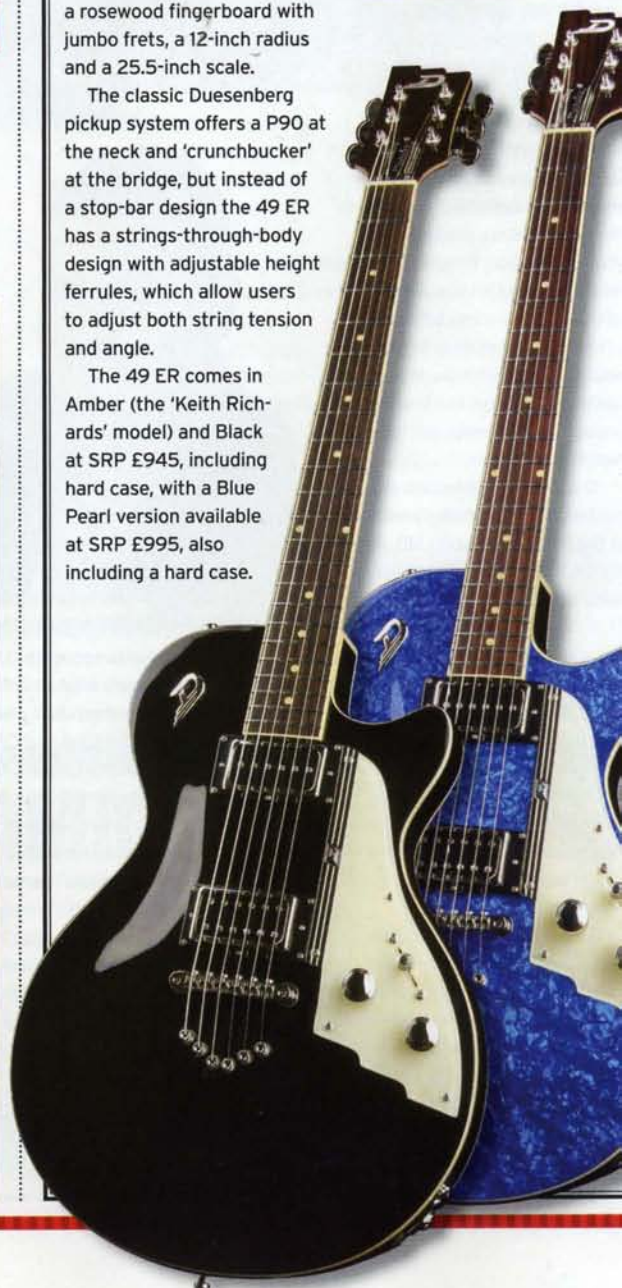 a rosewood fingerboard with
jumbo frets, a 12-inch radius
and a 25.5-inch scale.
The classic Duesenberg
pickup system offers a P90 at
the neck and ‘crunchbucker’
at the bridge, but instead of
a stop-bar design the 49 ER
has a strings-through-body
design with adjustable height
ferrules, which allow users
to adjust both string tension
and angle.
The 49 ER comes in
Amber (the ‘Keith Rich-
ards’ model) and Black
at SRP £945, including
hard case, with a Blue
Pearl version available
at SRP £995, also
including a hard case.
D
D
D
D